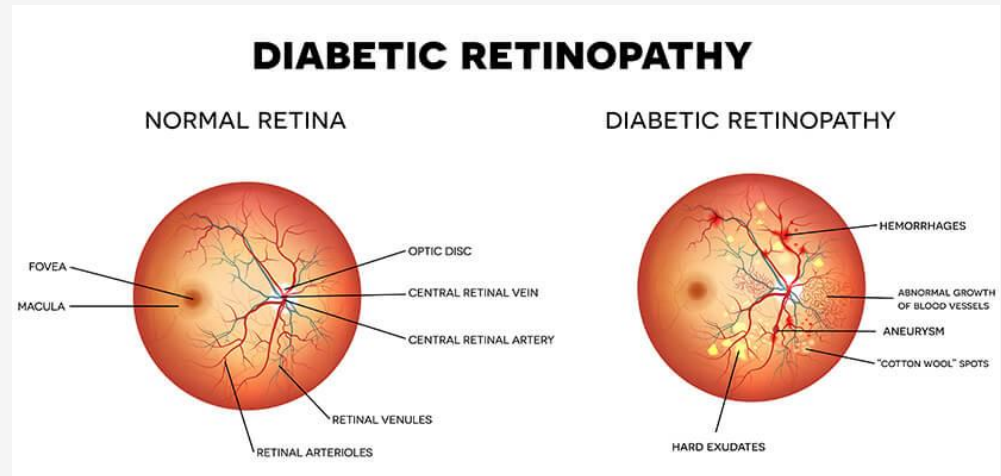 DIABETIC RETINOPATHY
NORMAL RETINA
FOVEA
MACULA
OPTIC DISC
CENTRAL RETINAL VEIN
CENTRAL RETINAL ARTERY
RETINAL VENULES
RETINAL ARTERIOLES
DIABETIC RETINOPATHY
HEMORRHAGES
ABNORMAL GROWTH
OF BLOOD VESSELS
ANEURYSM
"COTTON WOOL" SPOTS
HARD EXUDATES